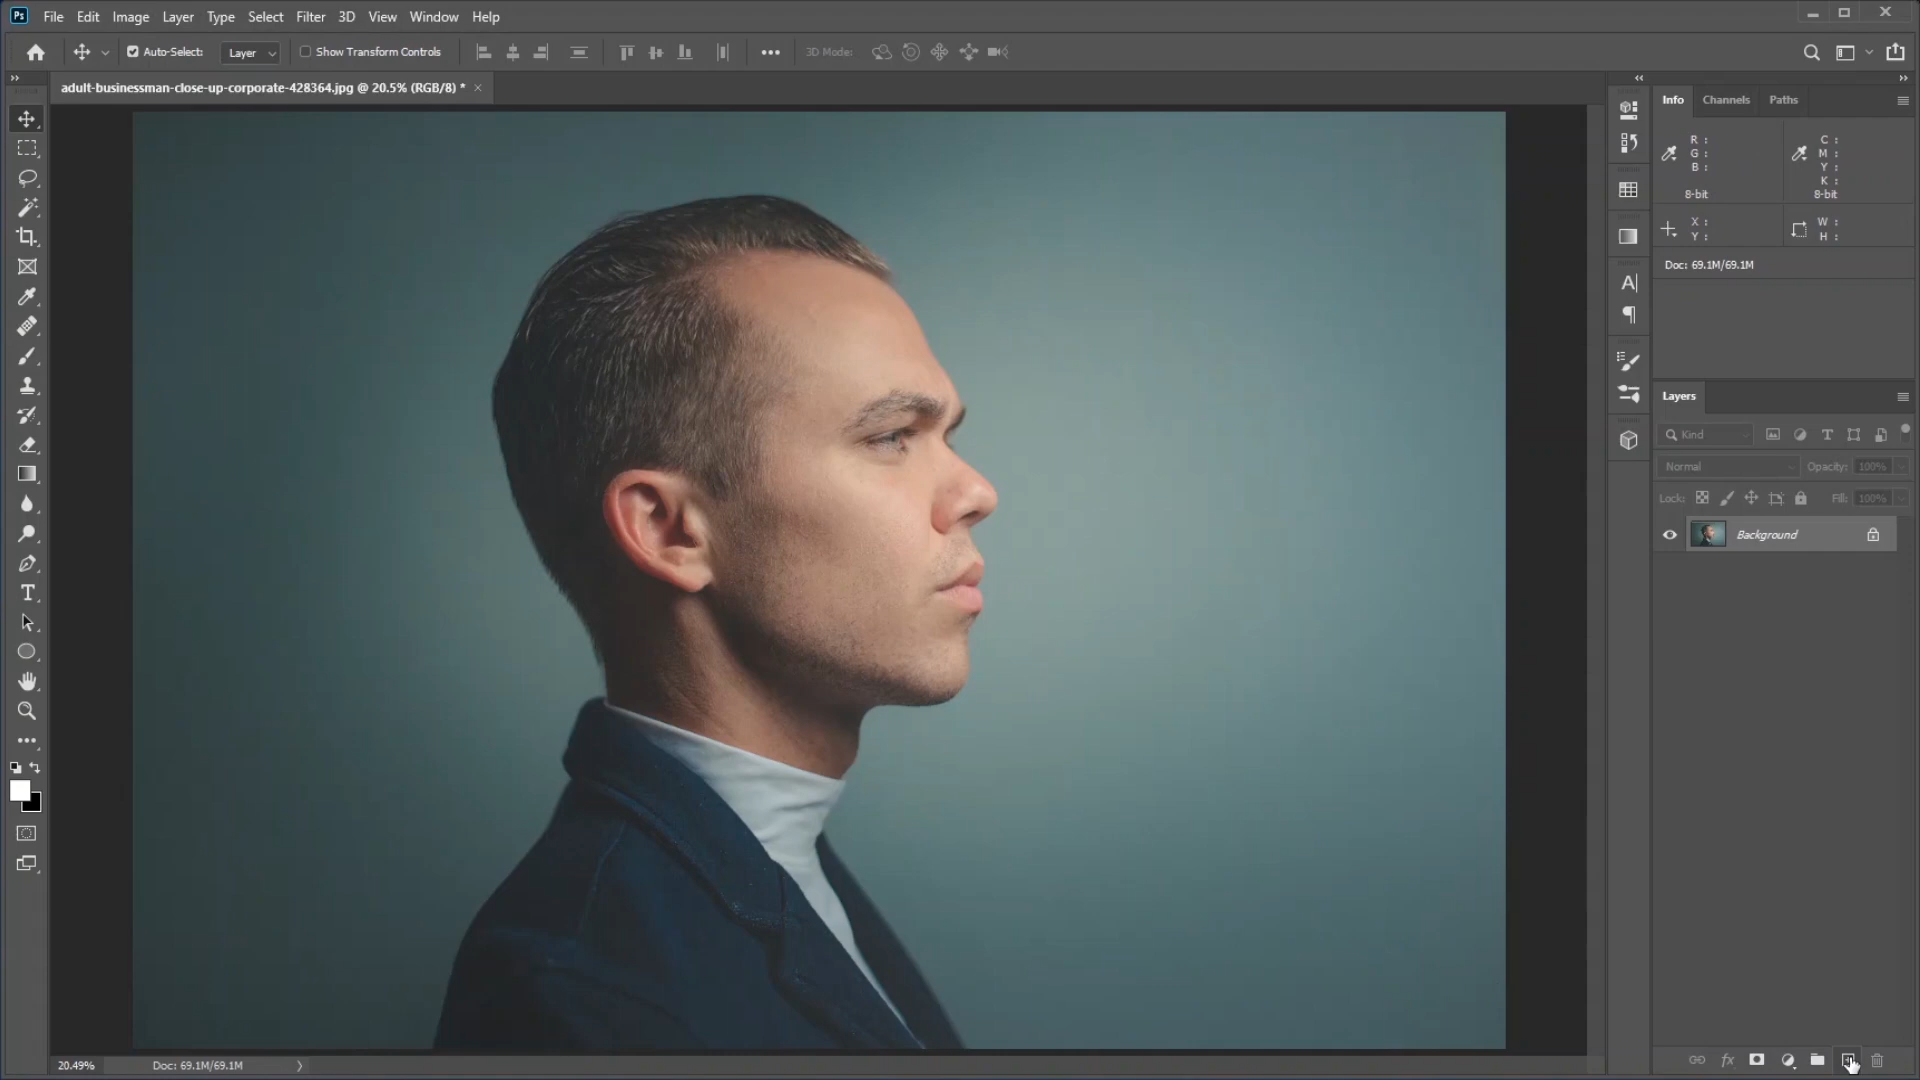 Ps File Edit Image Layer Type Select Filter 3D View Window Help
Auto-Select: Layer Show Transform Controls 3D Mode:
adult-businessman-close-up-corporate-428364.jpg @ 20.5% (RGB/8) * ×
Info Channels Paths
R : C :
G : M :
B : Y :
K :
8-bit 8-bit
X : W :
Y : H :
Doc: 69.1M/69.1M
Layers
Kind
Normal Opacity: 100%
Lock: Fill: 100%
Background
20.49% Doc: 69.1M/69.1M